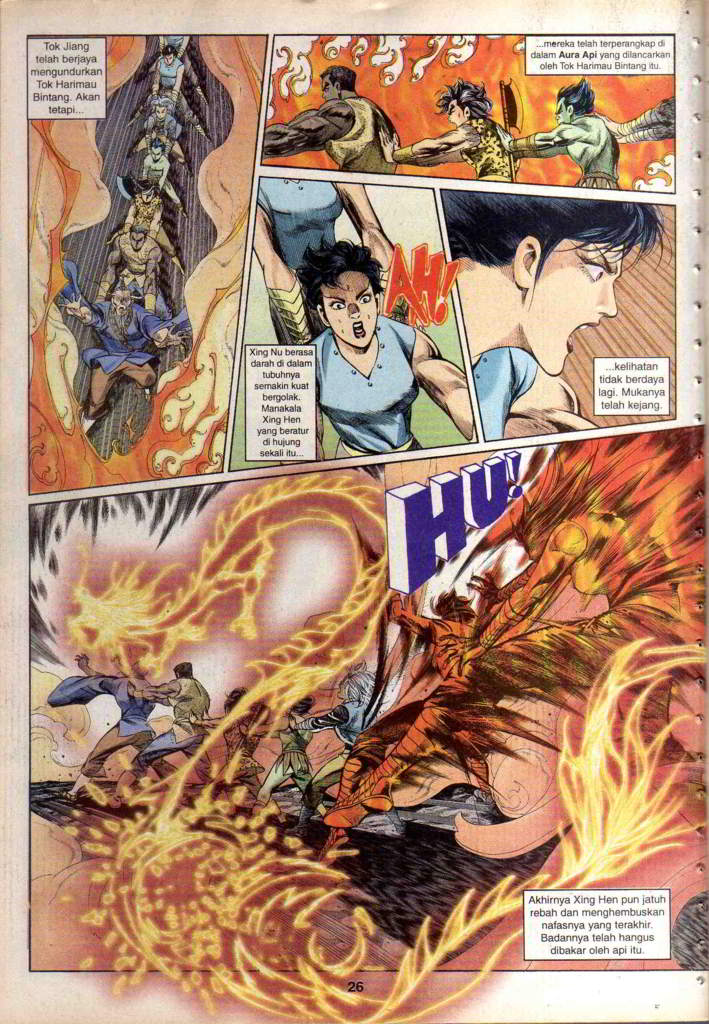 Tok Jiang
telah berjaya
mengundurkan
Tok Harimau
Bintang. Akan
tetapi...
...mereka telah terperangkap di
dalam Aura Api yang dilancarkan
oleh Tok Harimau Bintang itu.
AH!
Xing Nu berasa
darah di dalam
tubuhnya
semakin kuat
bergolak.
Manakala
Xing Hen
yang beratur
di hujung
sekali itu...
...kelihatan
tidak berdaya
lagi. Mukanya
telah kejang.
HU!
Akhirnya Xing Hen pun jatuh
rebah dan menghembuskan
nafasnya yang terakhir.
Badannya telah hangus
dibakar oleh api itu.
26